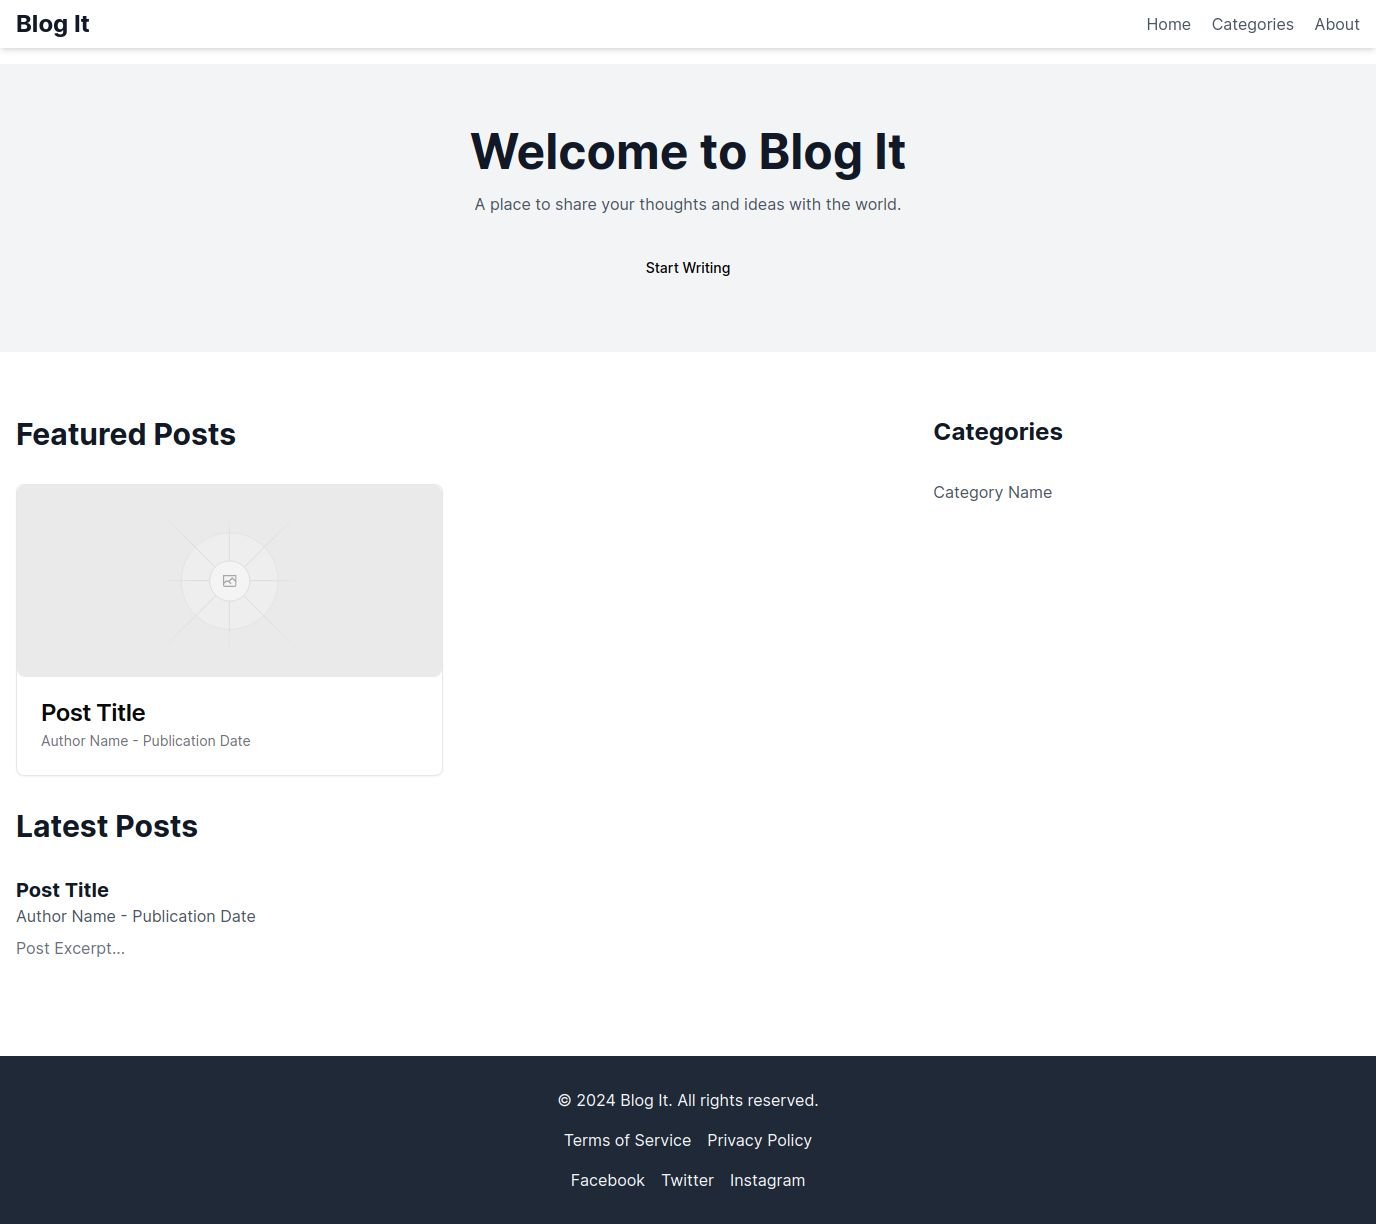 Blog It
Home Categories About
Welcome to Blog It
A place to share your thoughts and ideas with the world.
Start Writing
Featured Posts
Post Title
Author Name - Publication Date
Latest Posts
Post Title
Author Name - Publication Date
Post Excerpt...
Categories
Category Name
© 2024 Blog It. All rights reserved.
Terms of Service Privacy Policy
Facebook Twitter Instagram